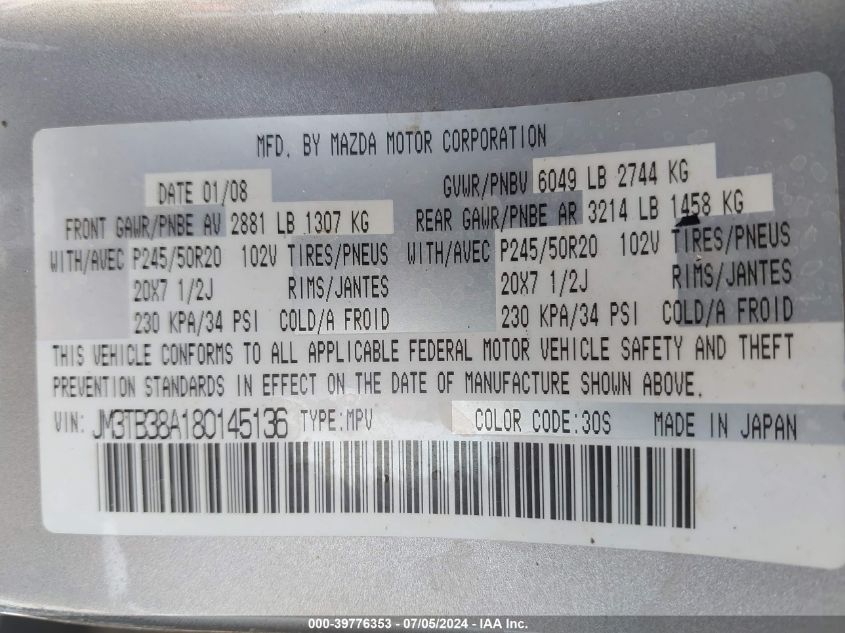 MFD. BY MAZDA MOTOR CORPORATION
DATE 01/08 GVWR/PNBV 6049 LB 2744 KG
FRONT GAWR/PNBE AV 2881 LB 1307 KG REAR GAWR/PNBE AR 3214 LB 1458 KG
WITH/AVEC P245/50R20 102V TIRES/PNEUS WITH/AVEC P245/50R20 102V TIRES/PNEUS
20X7 1/2J RIMS/JANTES 20X7 1/2J RIMS/JANTES
230 KPA/34 PSI COLD/A FROID 230 KPA/34 PSI COLD/A FROID
THIS VEHICLE CONFORMS TO ALL APPLICABLE FEDERAL MOTOR VEHICLE SAFETY AND THEFT
PREVENTION STANDARDS IN EFFECT ON THE DATE OF MANUFACTURE SHOWN ABOVE.
VIN: JM3TB38A180145136 TYPE:MPV COLOR CODE:30S MADE IN JAPAN
000-39776353 - 07/05/2024 - IAA Inc.